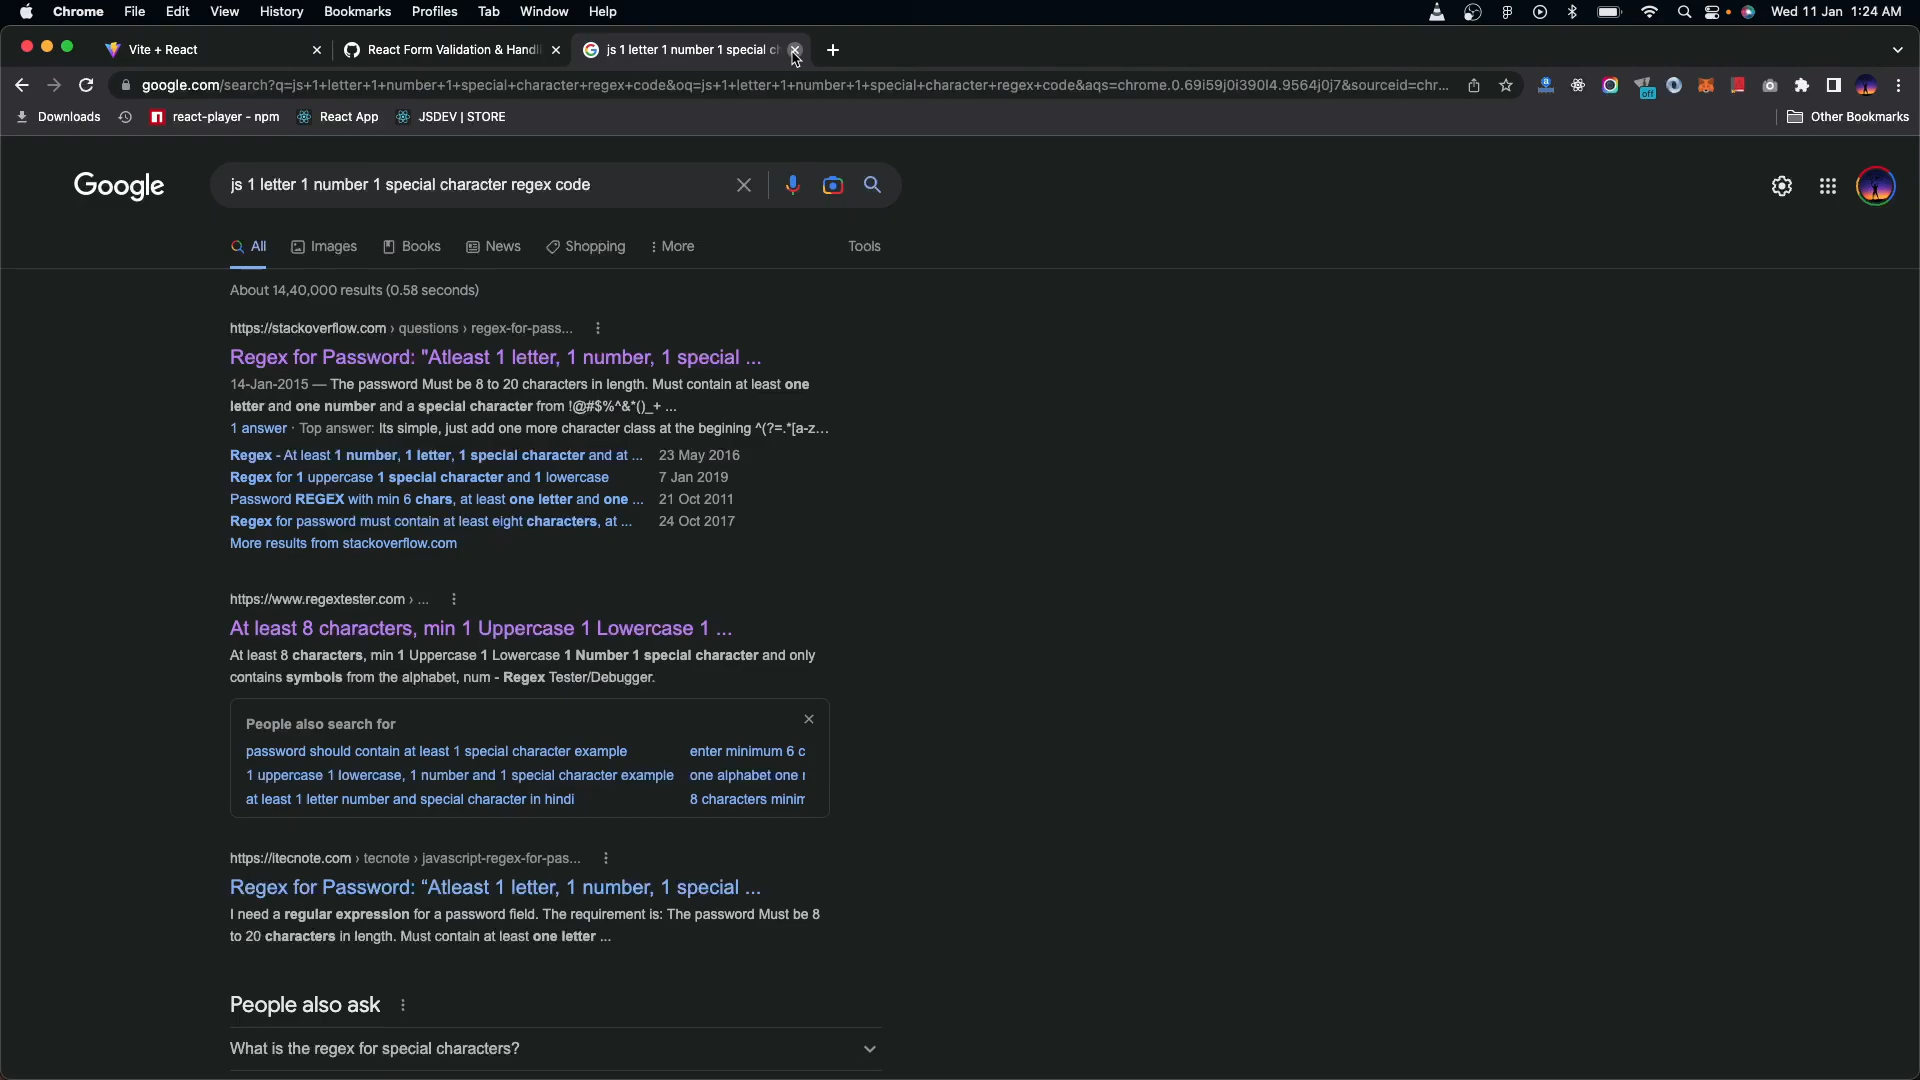 Chrome File Edit View History Bookmarks Profiles Tab Window Help Wed 11 Jan 1:24 AM
Vite + React
React Form Validation & Handl
js 1 letter 1 number 1 special ch
google.com/search?q=js+1+letter+1+number+1+special+character+regex+code&oq=js+1+letter+1+number+1+special+character+regex+code&aqs=chrome.0.69i59j0i390l4.9564j0j7&sourceid=chr...
off
Downloads react-player - npm React App JSDEV | STORE Other Bookmarks
Google
js 1 letter 1 number 1 special character regex code
All Images Books News Shopping More Tools
About 14,40,000 results (0.58 seconds)
https://stackoverflow.com › questions › regex-for-pass...
Regex for Password: "Atleast 1 letter, 1 number, 1 special ...
14-Jan-2015 — The password Must be 8 to 20 characters in length. Must contain at least one
letter and one number and a special character from !@#$%^&*()_+ ...
1 answer · Top answer: Its simple, just add one more character class at the begining ^(?=.*[a-z...
Regex - At least 1 number, 1 letter, 1 special character and at ... 23 May 2016
Regex for 1 uppercase 1 special character and 1 lowercase 7 Jan 2019
Password REGEX with min 6 chars, at least one letter and one ... 21 Oct 2011
Regex for password must contain at least eight characters, at ... 24 Oct 2017
More results from stackoverflow.com
https://www.regextester.com › ...
At least 8 characters, min 1 Uppercase 1 Lowercase 1 ...
At least 8 characters, min 1 Uppercase 1 Lowercase 1 Number 1 special character and only
contains symbols from the alphabet, num - Regex Tester/Debugger.
People also search for
password should contain at least 1 special character example enter minimum 6 c
1 uppercase 1 lowercase, 1 number and 1 special character example one alphabet one r
at least 1 letter number and special character in hindi 8 characters minim
https://itecnote.com › tecnote › javascript-regex-for-pas...
Regex for Password: “Atleast 1 letter, 1 number, 1 special ...
I need a regular expression for a password field. The requirement is: The password Must be 8
to 20 characters in length. Must contain at least one letter ...
People also ask
What is the regex for special characters?